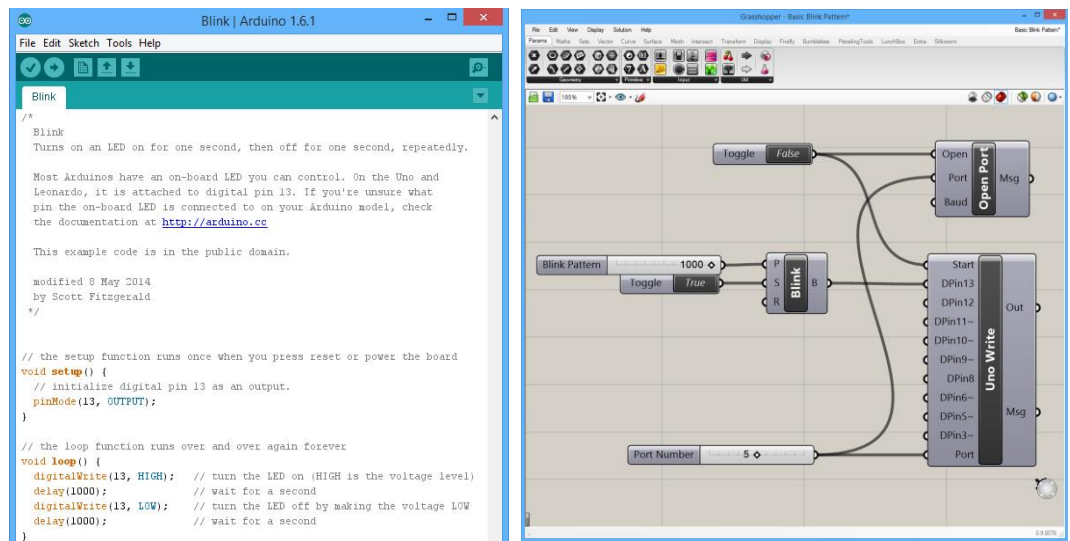 Blink | Arduino 1.6.1
File Edit Sketch Tools Help
Blink
/*
Blink
Turns on an LED on for one second, then off for one second, repeatedly.
Most Arduinos have an on-board LED you can control. On the Uno and
Leonardo, it is attached to digital pin 13. If you're unsure what
pin the on-board LED is connected to on your Arduino model, check
the documentation at http://arduino.cc
This example code is in the public domain.
modified 8 May 2014
by Scott Fitzgerald
*/
// the setup function runs once when you press reset or power the board
void setup() {
// initialize digital pin 13 as an output.
pinMode(13, OUTPUT);
}
// the loop function runs over and over again forever
void loop() {
digitalWrite(13, HIGH); // turn the LED on (HIGH is the voltage level)
delay(1000); // wait for a second
digitalWrite(13, LOW); // turn the LED off by making the voltage LOW
delay(1000); // wait for a second
}
Grasshopper - Basic Blink Pattern*
File Edit View Display Solution Help Basic Blink Pattern*
Params Maths Sets Vector Curve Surface Mesh Intersect Transform Display Firefly Bumblebee PanelingTools LunchBox Extra Silkworm
Geometry Primitive Input Util
195%
Toggle False
Open
Port
Baud
Open Port
Msg
Blink Pattern 1000
Toggle True
P
S
R
Blink
B
Start
DPin13
DPin12
DPin11~
DPin10~
DPin9~
DPin8
DPin6~
DPin5~
DPin3~
Port
Uno Write
Out
Msg
Port Number 5
0.9.0076